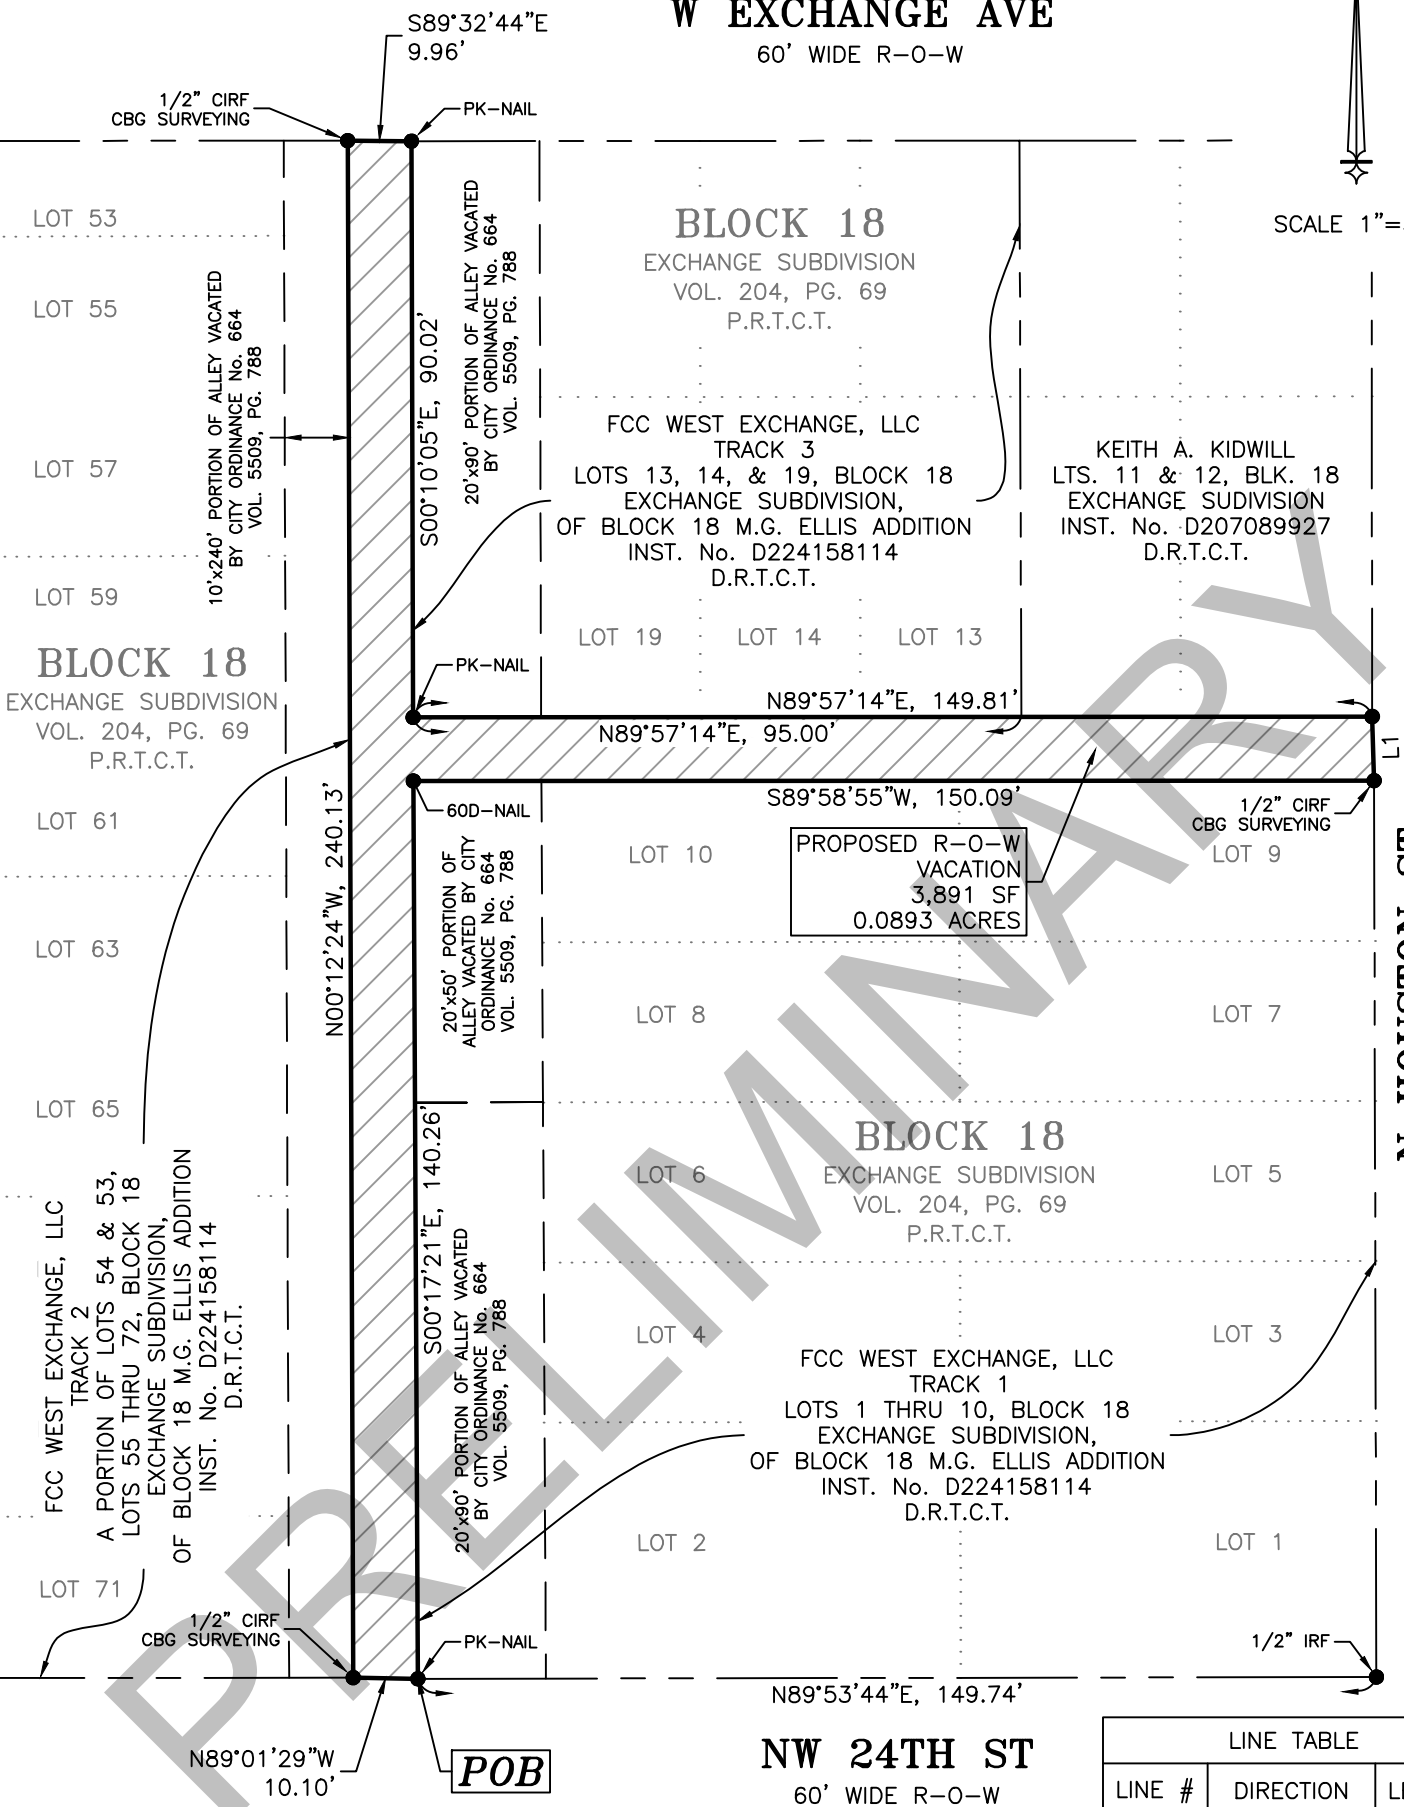 W EXCHANGE AVE
60' WIDE R-O-W
S89°32'44"E
9.96'
1/2" CIRF
CBG SURVEYING
PK-NAIL
SCALE 1"=
LOT 53
LOT 55
LOT 57
LOT 59
BLOCK 18
EXCHANGE SUBDIVISION
VOL. 204, PG. 69
P.R.T.C.T.
LOT 61
LOT 63
LOT 65
LOT 71
10'x240' PORTION OF ALLEY VACATED
BY CITY ORDINANCE No. 664
VOL. 5509, PG. 788
S00°10'05"E, 90.02'
20'x90' PORTION OF ALLEY VACATED
BY CITY ORDINANCE No. 664
VOL. 5509, PG. 788
BLOCK 18
EXCHANGE SUBDIVISION
VOL. 204, PG. 69
P.R.T.C.T.
FCC WEST EXCHANGE, LLC
TRACK 3
LOTS 13, 14, & 19, BLOCK 18
EXCHANGE SUBDIVISION,
OF BLOCK 18 M.G. ELLIS ADDITION
INST. No. D224158114
D.R.T.C.T.
KEITH A. KIDWILL
LTS. 11 & 12, BLK. 18
EXCHANGE SUDIVISION
INST. No. D207089927
D.R.T.C.T.
LOT 19
LOT 14
LOT 13
PK-NAIL
N89°57'14"E, 149.81'
N89°57'14"E, 95.00'
L1
S89°58'55"W, 150.09'
60D-NAIL
1/2" CIRF
CBG SURVEYING
PROPOSED R-O-W
VACATION
3,891 SF
0.0893 ACRES
N00°12'24"W, 240.13'
20'x50' PORTION OF
ALLEY VACATED BY CITY
ORDINANCE No. 664
VOL. 5509, PG. 788
LOT 10
LOT 9
LOT 8
LOT 7
N HOUSTON ST
BLOCK 18
EXCHANGE SUBDIVISION
VOL. 204, PG. 69
P.R.T.C.T.
LOT 6
LOT 5
LOT 4
LOT 3
S00°17'21"E, 140.26'
20'x90' PORTION OF ALLEY VACATED
BY CITY ORDINANCE No. 664
VOL. 5509, PG. 788
FCC WEST EXCHANGE, LLC
TRACK 2
A PORTION OF LOTS 54 & 53,
LOTS 55 THRU 72, BLOCK 18
EXCHANGE SUBDIVISION,
OF BLOCK 18 M.G. ELLIS ADDITION
INST. No. D224158114
D.R.T.C.T.
FCC WEST EXCHANGE, LLC
TRACK 1
LOTS 1 THRU 10, BLOCK 18
EXCHANGE SUBDIVISION,
OF BLOCK 18 M.G. ELLIS ADDITION
INST. No. D224158114
D.R.T.C.T.
LOT 2
LOT 1
1/2" CIRF
CBG SURVEYING
PK-NAIL
1/2" IRF
N89°53'44"E, 149.74'
N89°01'29"W
10.10'
POB
NW 24TH ST
60' WIDE R-O-W
LINE TABLE
LINE #
DIRECTION
PRELIMINARY